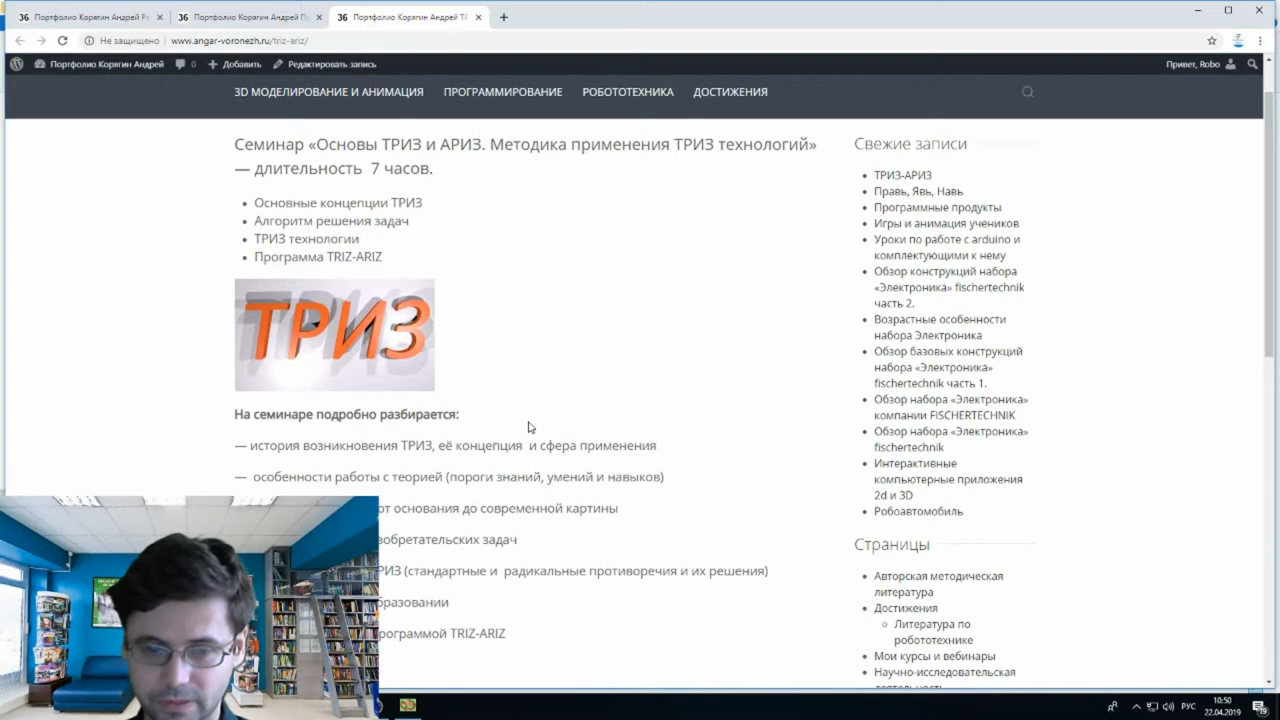 36 Портфолио Корягин Андрей Ра
36 Портфолио Корягин Андрей П
36 Портфолио Корягин Андрей ТР
Не защищено www.angar-voronezh.ru/triz-ariz/
Портфолио Корягин Андрей 0 Добавить Редактировать запись Привет, Robo
3D МОДЕЛИРОВАНИЕ И АНИМАЦИЯ ПРОГРАММИРОВАНИЕ РОБОТОТЕХНИКА ДОСТИЖЕНИЯ
Семинар «Основы ТРИЗ и АРИЗ. Методика применения ТРИЗ технологий»
— длительность 7 часов.
Основные концепции ТРИЗ
Алгоритм решения задач
ТРИЗ технологии
Программа TRIZ-ARIZ
ТРИЗ
На семинаре подробно разбирается:
— история возникновения ТРИЗ, её концепция и сфера применения
— особенности работы с теорией (пороги знаний, умений и навыков)
от основания до современной картины
зобретательских задач
РИЗ (стандартные и радикальные противоречия и их решения)
бразовании
рограммой TRIZ-ARIZ
Свежие записи
ТРИЗ-АРИЗ
Правь, Явь, Навь
Программные продукты
Игры и анимация учеников
Уроки по работе с arduino и
комплектующими к нему
Обзор конструкций набора
«Электроника» fischertechnik
часть 2.
Возрастные особенности
набора Электроника
Обзор базовых конструкций
набора «Электроника»
fischertechnik часть 1.
Обзор набора «Электроника»
компании FISCHERTECHNIK
Обзор набора «Электроника»
fischertechnik
Интерактивные
компьютерные приложения
2d и 3D
Робоавтомобиль
Страницы
Авторская методическая
литература
Достижения
Литература по
робототехнике
Мои курсы и вебинары
Научно-исследовательская
деятельность
РУС
10:50
22.04.2019
19